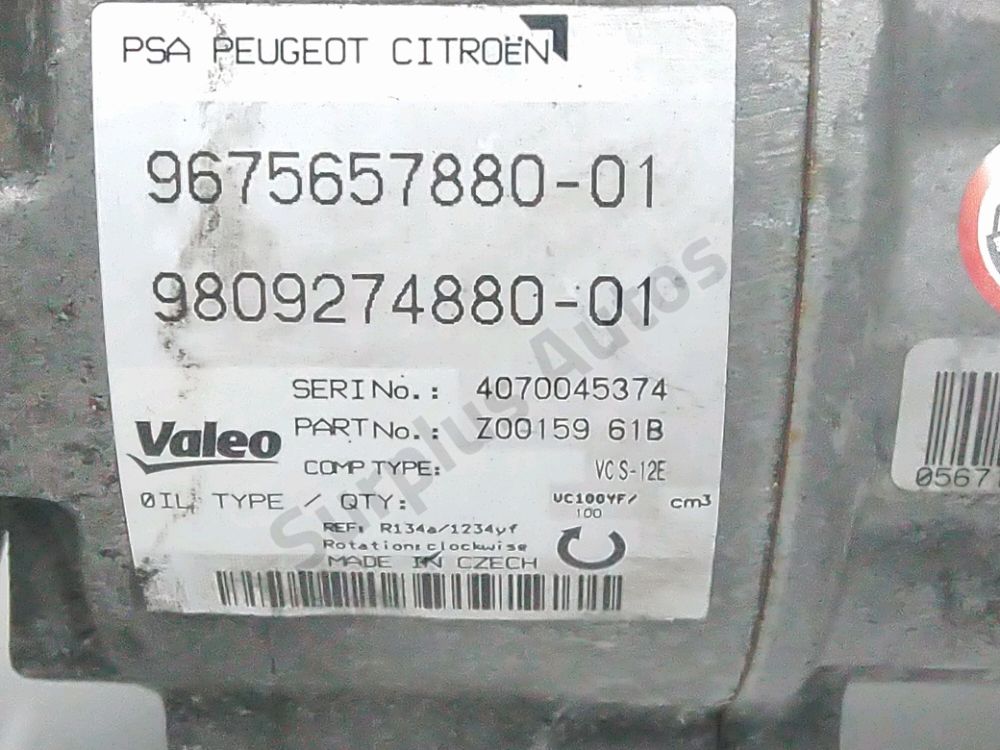 PSA PEUGEOT CITROËN
9675657880-01
9809274880-01
SERI No.: 4070045374
Valeo
PART No.: Z00159 61B
COMP TYPE: VCS-12E
OIL TYPE / QTY: VC100YF/ 100 cm3
REF: R134a/1234yf
Rotation:clockwise
MADE IN CZECH
Surplus Autos